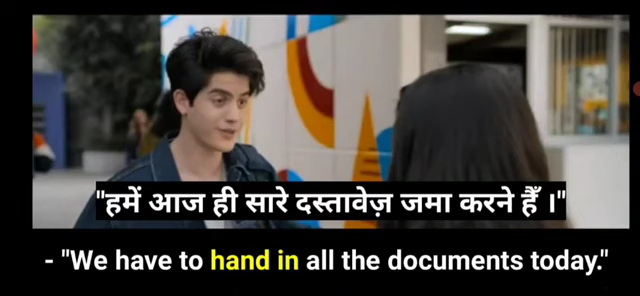 "हमें आज ही सारे दस्तावेज़ जमा करने हैं ।"
- "We have to hand in all the documents today."